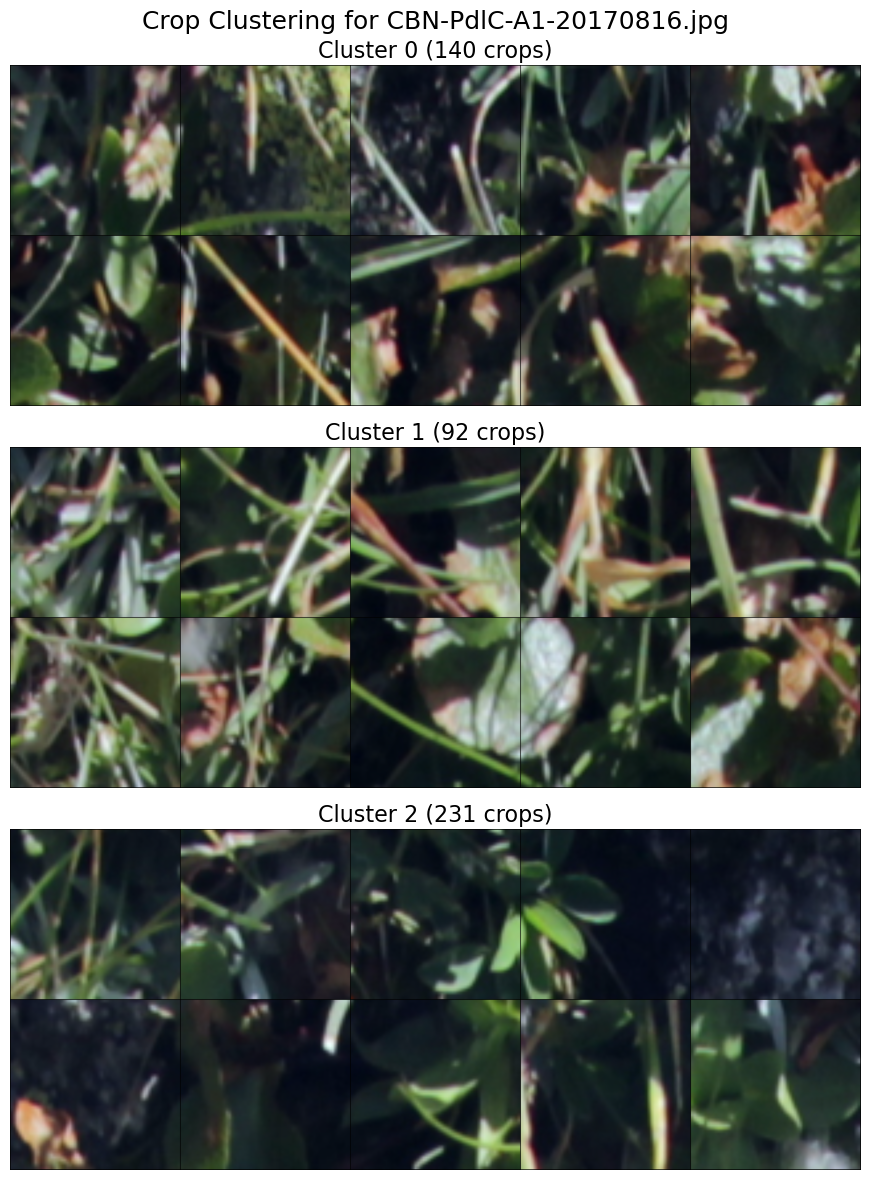 Crop Clustering for CBN-PdlC-A1-20170816.jpg
Cluster 0 (140 crops)
Cluster 1 (92 crops)
Cluster 2 (231 crops)